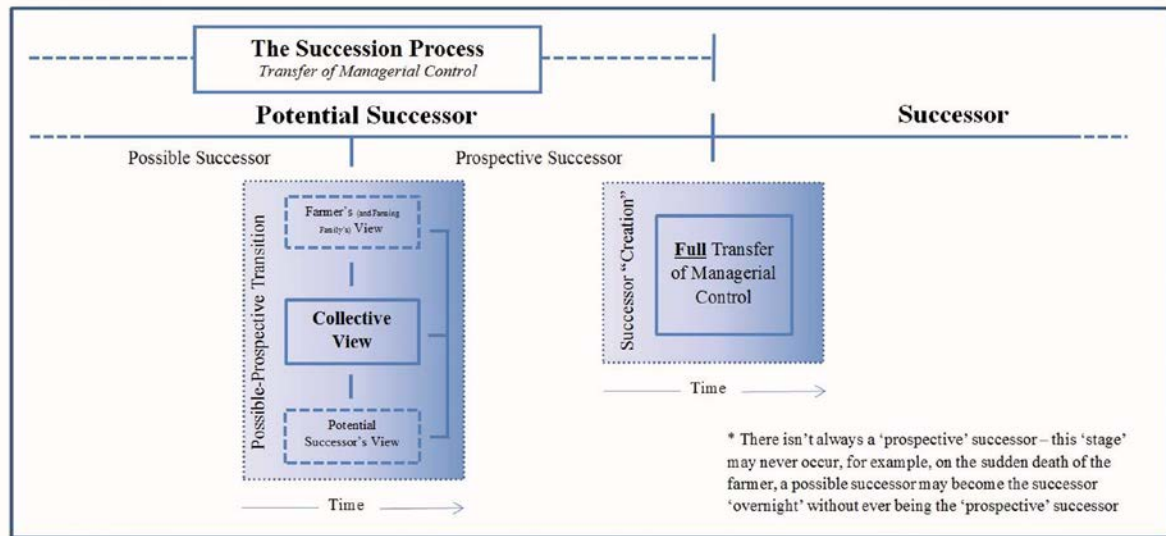 The Succession Process
Transfer of Managerial Control
Potential Successor
Successor
Possible Successor
Prospective Successor
Possible-Prospective Transition
Farmer's (and Farming
Family's) View
Collective
View
Potential
Successor's View
Time
Successor "Creation"
Full Transfer
of Managerial
Control
Time
* There isn't always a 'prospective' successor – this 'stage'
may never occur, for example, on the sudden death of the
farmer, a possible successor may become the successor
'overnight' without ever being the 'prospective' successor